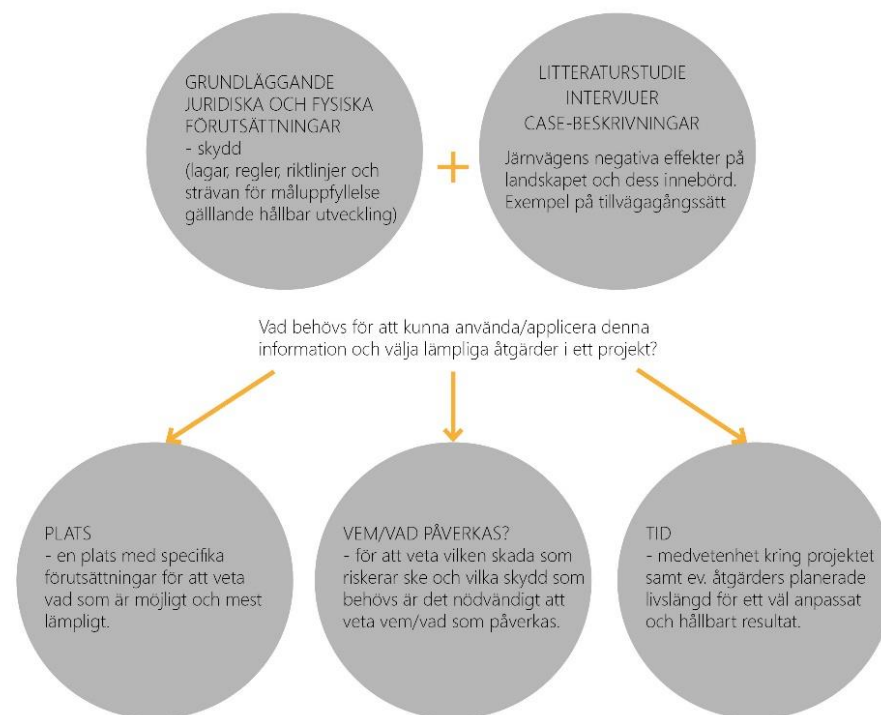 GRUNDLÄGGANDE
JURIDISKA OCH FYSISKA
FÖRUTSÄTTNINGAR
- skydd
(lagar, regler, riktlinjer och
strävan för måluppfyllelse
gälllande hållbar utveckling)
+
LITTERATURSTUDIE
INTERVJUER
CASE-BESKRIVNINGAR
Järnvägens negativa effekter på
landskapet och dess innebörd.
Exempel på tillvägagångssätt
Vad behövs för att kunna använda/applicera denna
information och välja lämpliga åtgärder i ett projekt?
PLATS
- en plats med specifika
förutsättningar för att veta
vad som är möjligt och mest
lämpligt.
VEM/VAD PÅVERKAS?
- för att veta vilken skada som
riskerar ske och vilka skydd som
behövs är det nödvändigt att
veta vem/vad som påverkas.
TID
- medvetenhet kring projektet
samt ev. åtgärders planerade
livslängd för ett väl anpassat
och hållbart resultat.